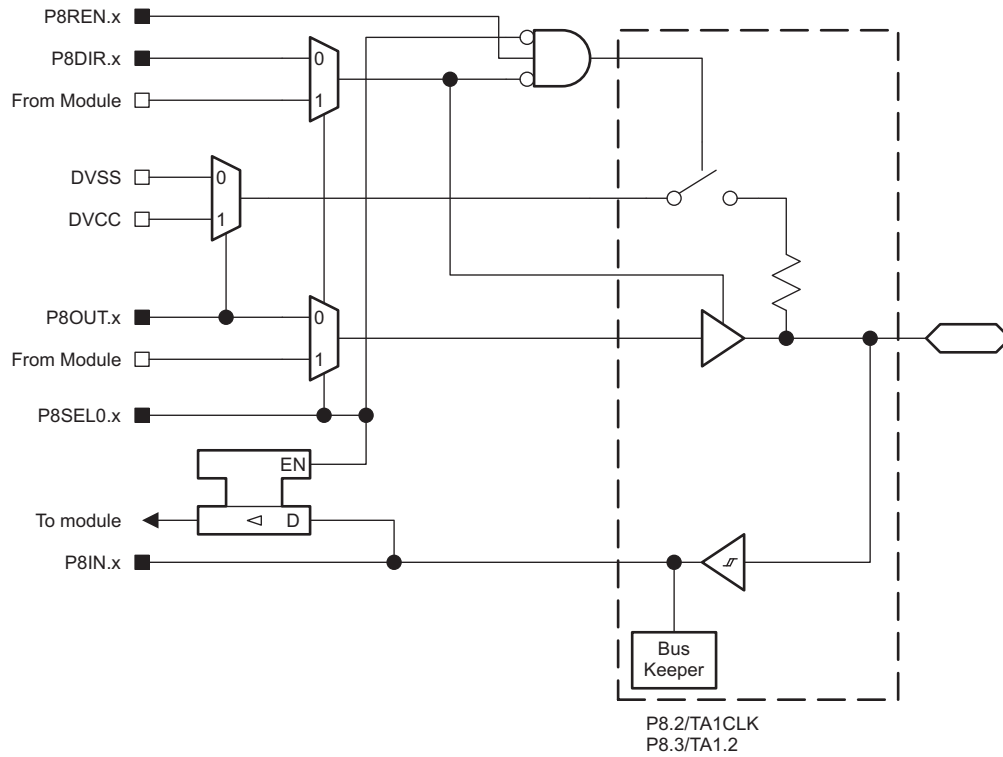 P8REN.x
P8DIR.x
0
From Module
1
DVSS
0
DVCC
1
P8OUT.x
0
From Module
1
P8SEL0.x
EN
To module
D
P8IN.x
Bus
Keeper
P8.2/TA1CLK
P8.3/TA1.2